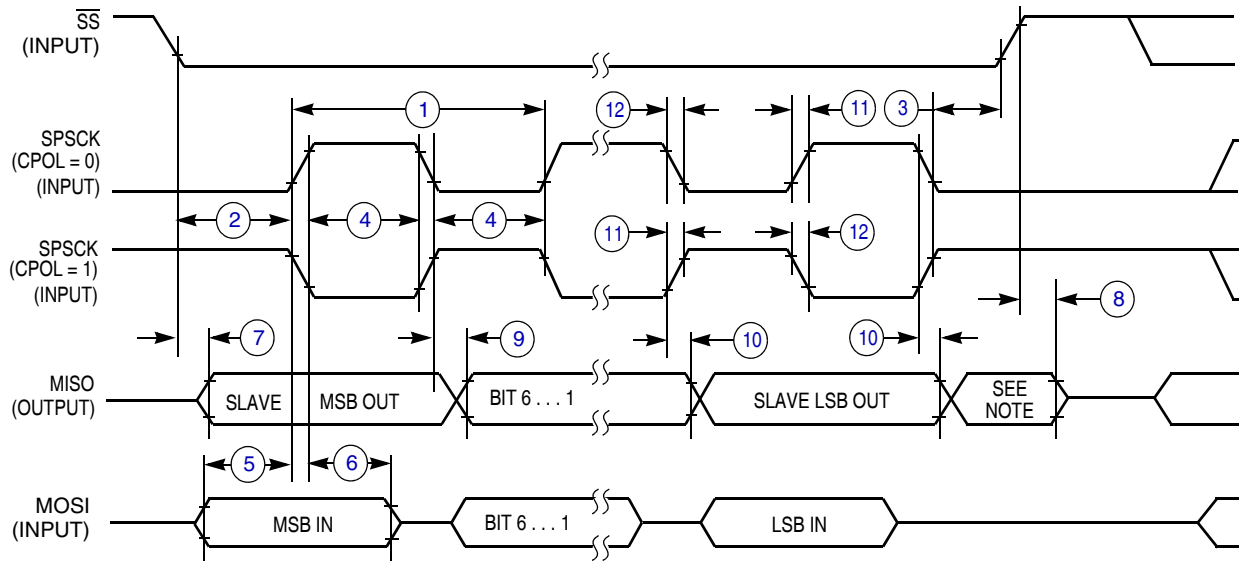 SS
(INPUT)
1
12
11
3
SPSCK
(CPOL = 0)
(INPUT)
2
4
4
11
12
SPSCK
(CPOL = 1)
(INPUT)
8
7
9
10
10
MISO
(OUTPUT)
SLAVE
MSB OUT
BIT 6 . . . 1
SLAVE LSB OUT
SEE
NOTE
5
6
MOSI
(INPUT)
MSB IN
BIT 6 . . . 1
LSB IN